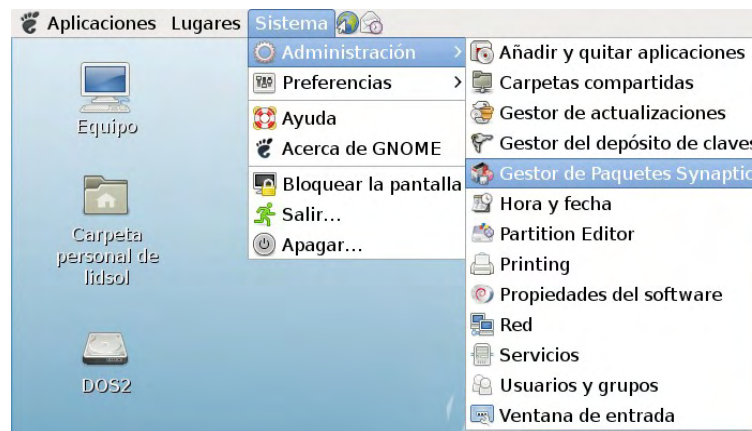 Aplicaciones Lugares Sistema
Administración
Preferencias
Ayuda
Acerca de GNOME
Bloquear la pantalla
Salir...
Apagar...
Añadir y quitar aplicaciones
Carpetas compartidas
Gestor de actualizaciones
Gestor del depósito de claves
Gestor de Paquetes Synaptic
Hora y fecha
Partition Editor
Printing
Propiedades del software
Red
Servicios
Usuarios y grupos
Ventana de entrada
Equipo
Carpeta
personal de
lidsol
DOS2